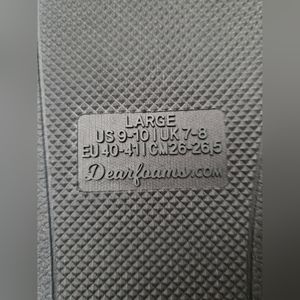 LARGE
US 9-10 | UK 7-8
EU 40-41 | CM 26-26,5
Dearfoams.COM